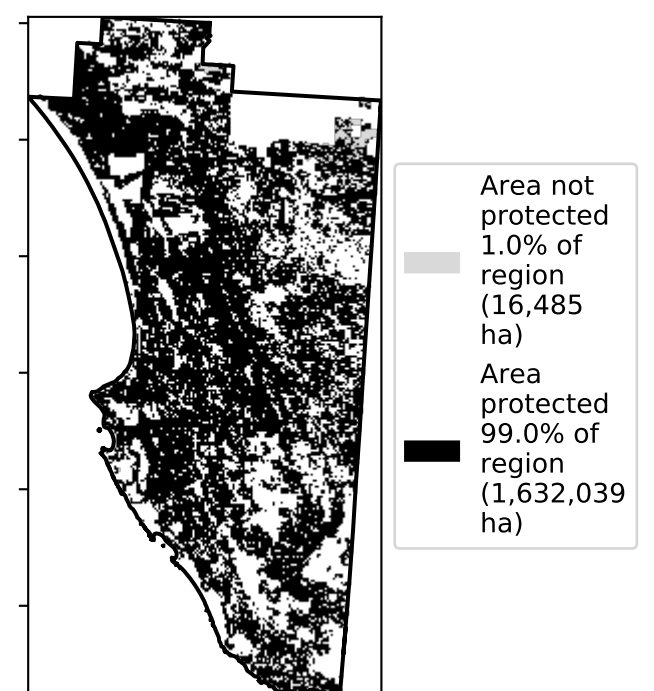 Area not
protected
1.0% of
region
(16,485
ha)
Area
protected
99.0% of
region
(1,632,039
ha)